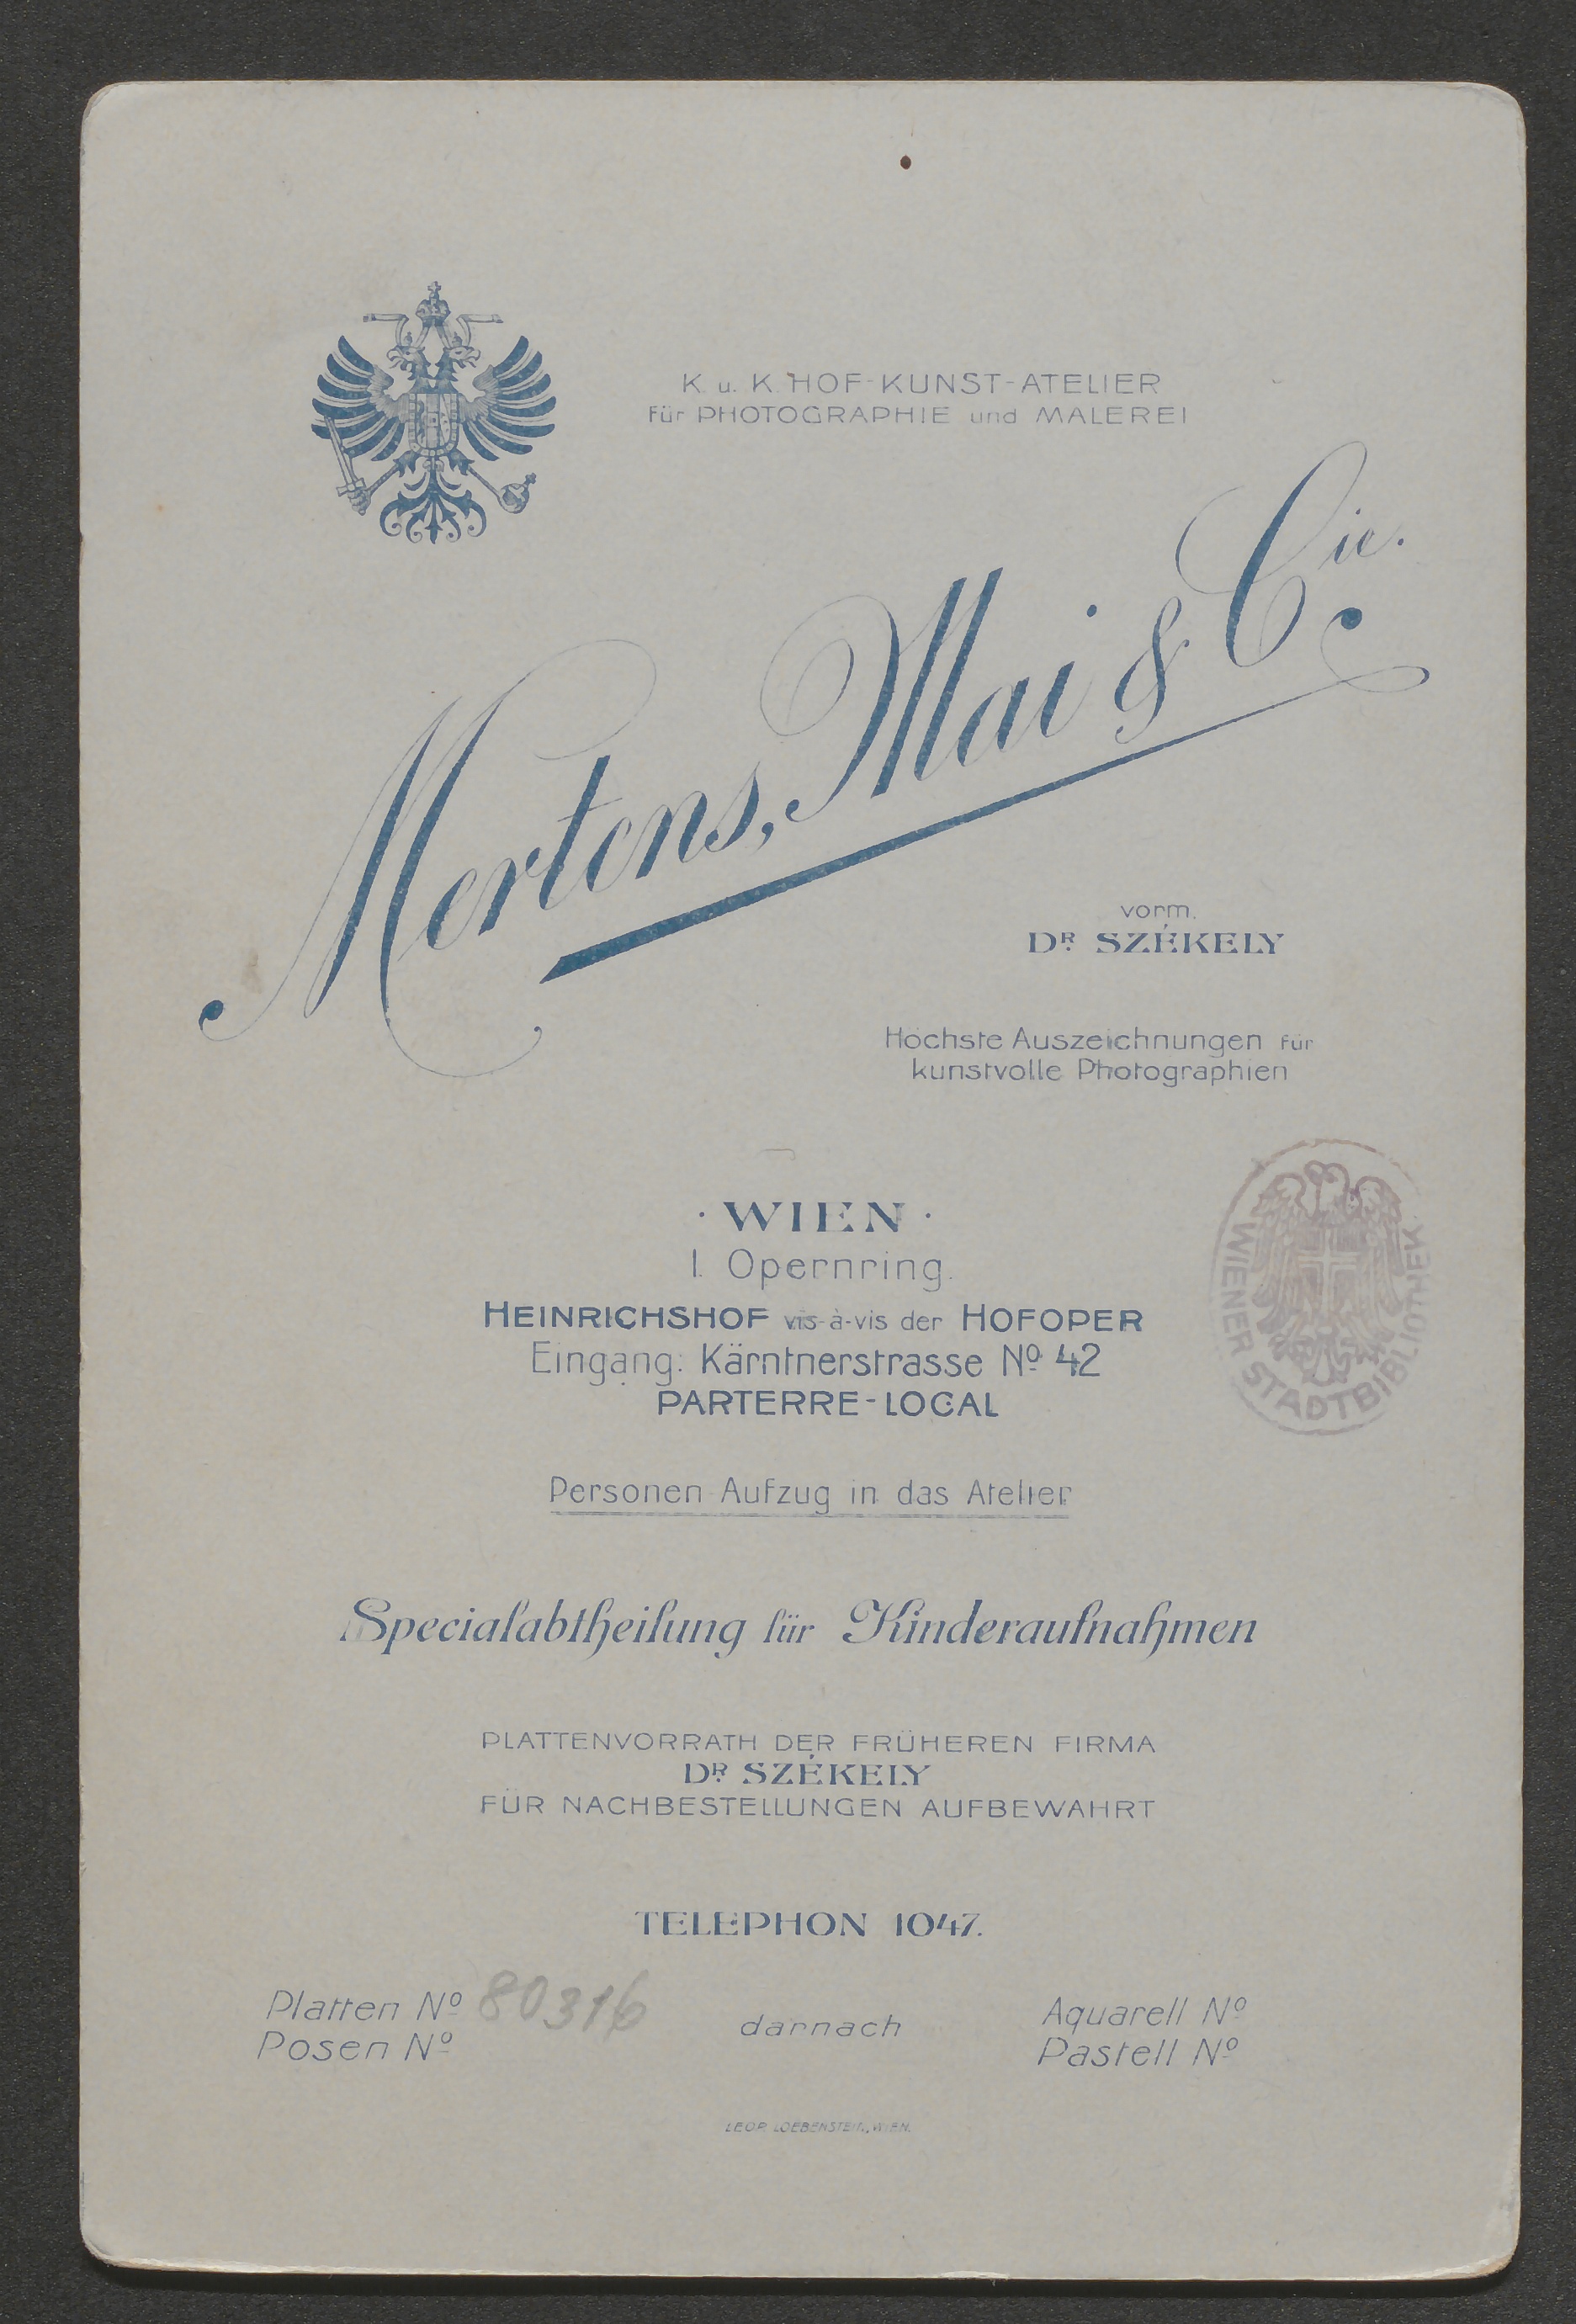 K. u. K. HOF-KUNST-ATELIER
für PHOTOGRAPHIE und MALEREI
Mertens, Mai & Cie.
vorm.
DR. SZÉKELY
Höchste Auszeichnungen für
kunstvolle Photographien
· WIEN ·
I. Opernring.
HEINRICHSHOF vis-à-vis der HOFOPER
Eingang: Kärntnerstrasse No 42
PARTERRE-LOCAL
WIENER STADTBIBLIOTHEK
Personen-Aufzug in das Atelier
Specialabtheilung für Kinderaufnahmen
PLATTENVORRATH DER FRÜHEREN FIRMA
DR. SZÉKELY
FÜR NACHBESTELLUNGEN AUFBEWAHRT
TELEPHON 1047.
Platten No 80316
Posen No
darnach
Aquarell No
Pastell No
LEOP. LOEBENSTEIN, WIEN.